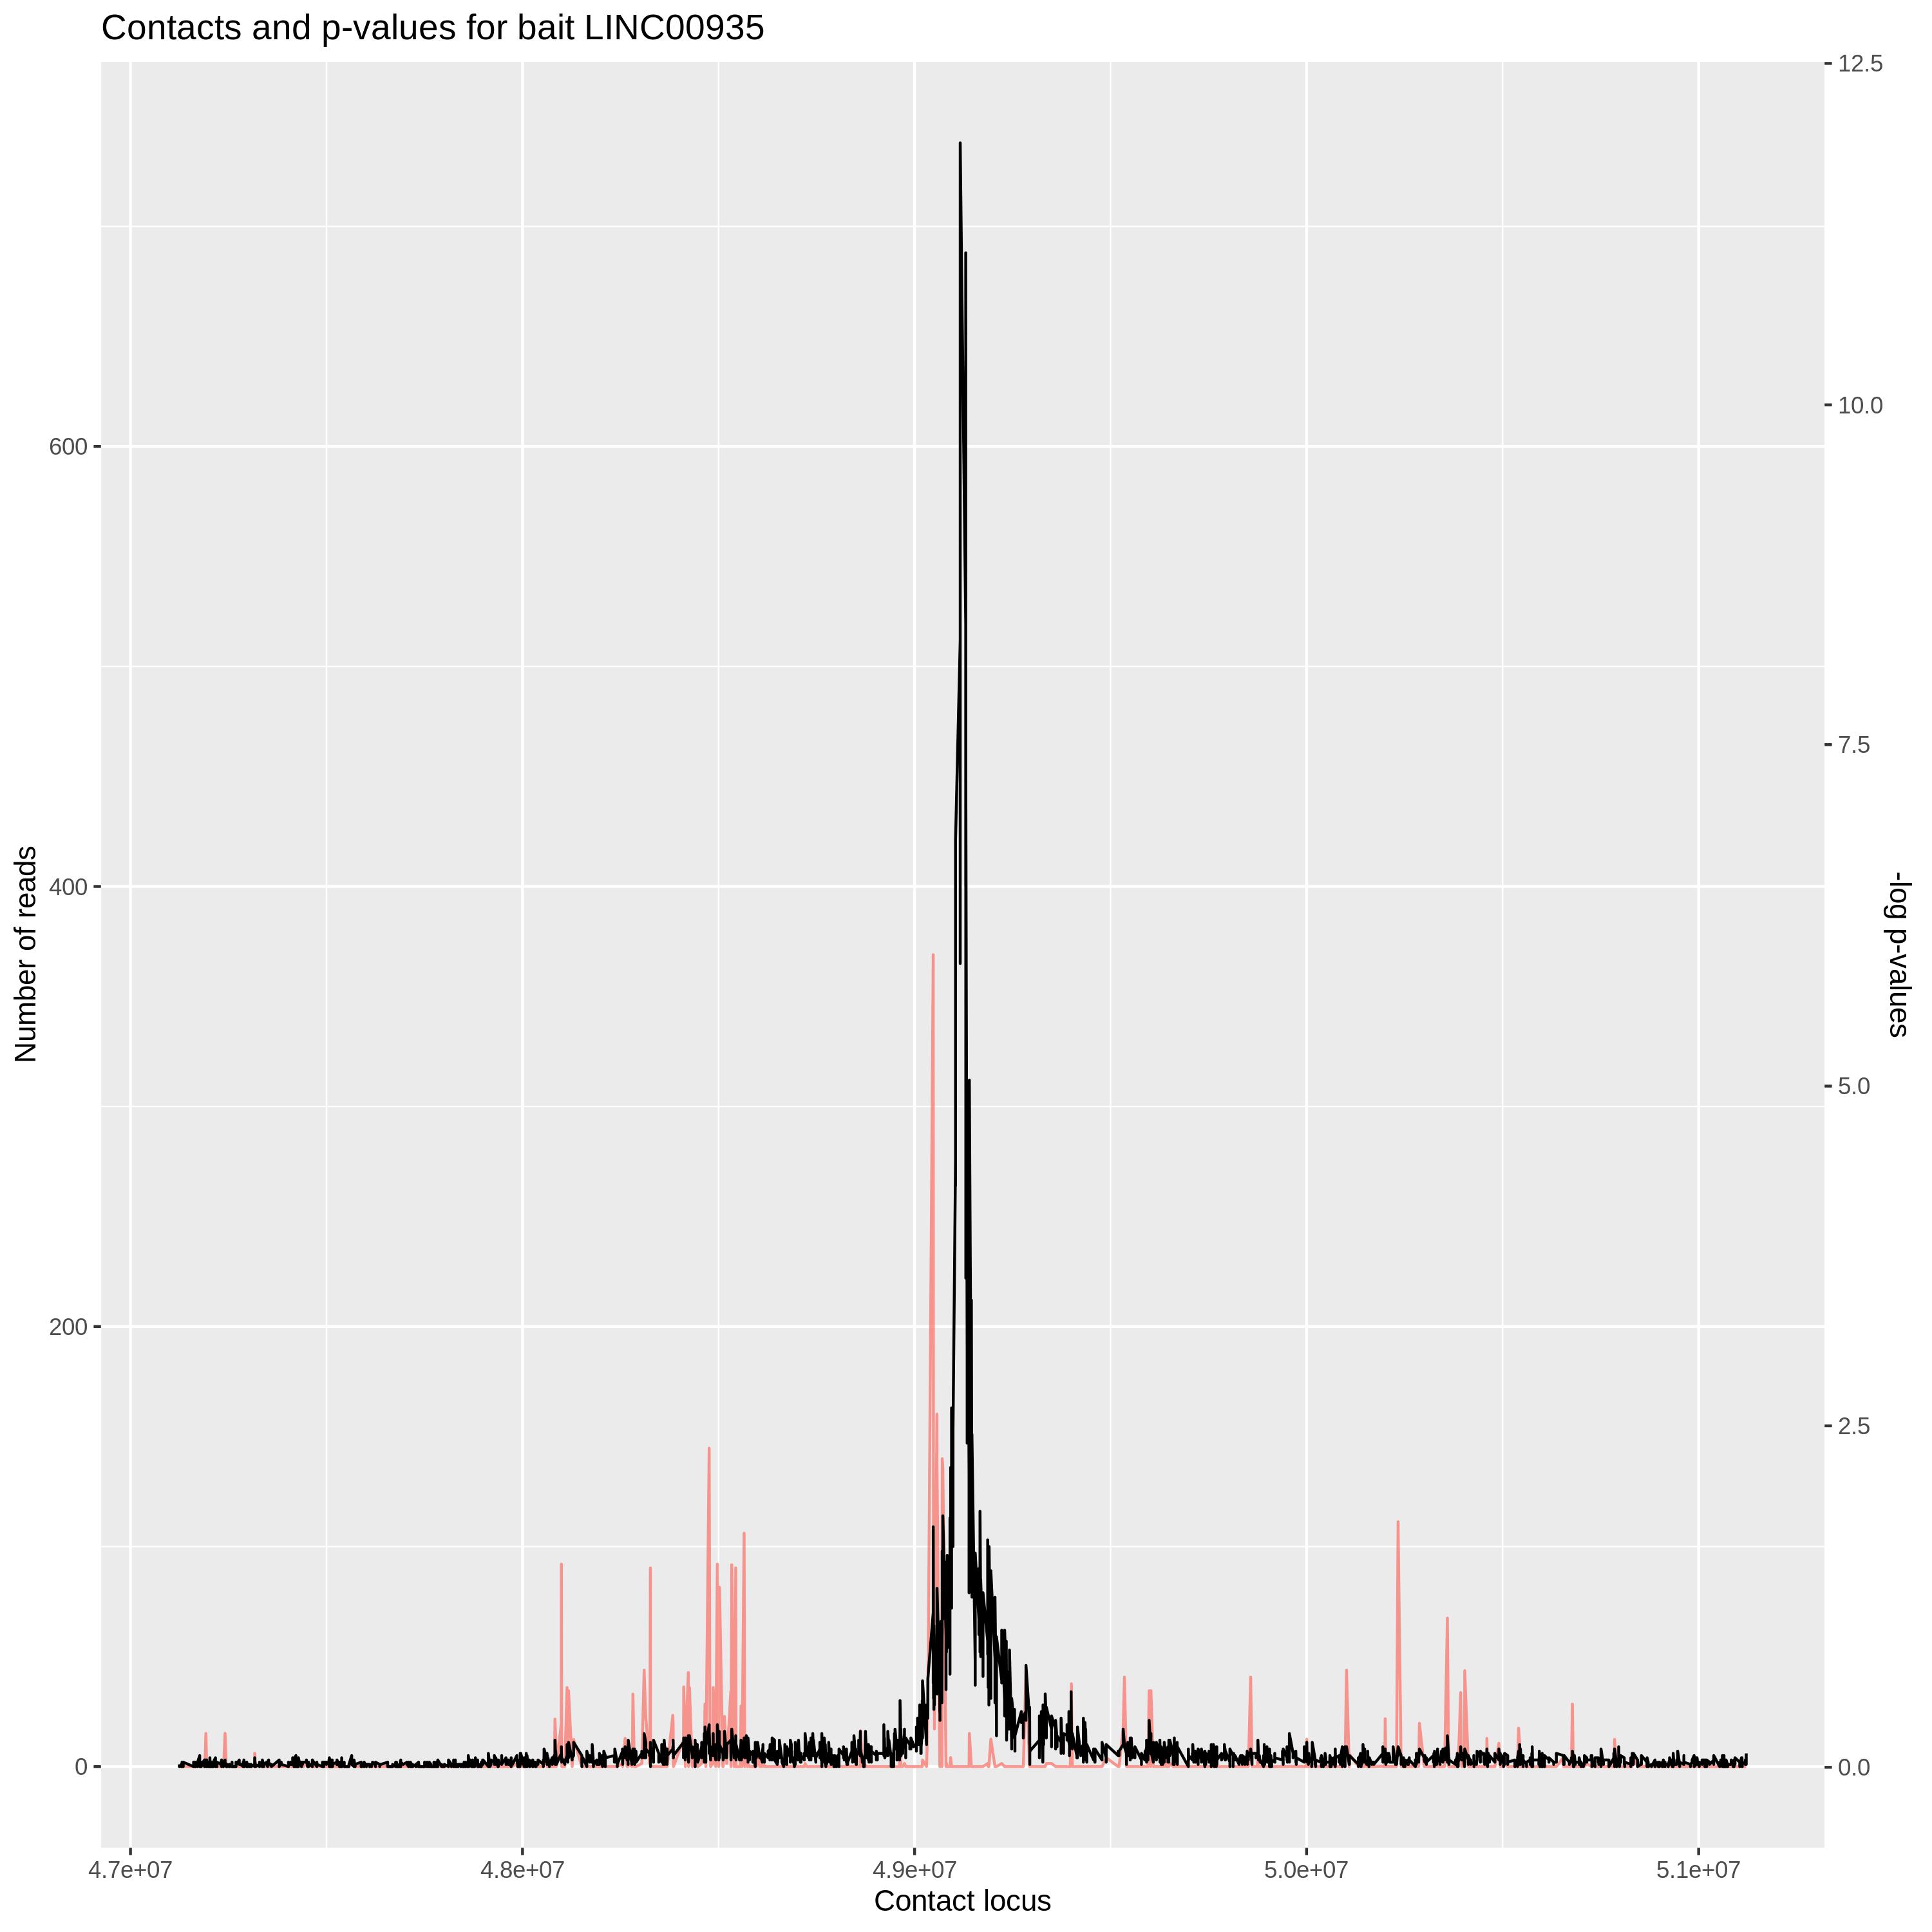 Contacts and p-values for bait LINC00935
12.5
10.0
7.5
5.0
2.5
0.0
-log p-values
600
400
200
0
Number of reads
4.7e+07
4.8e+07
4.9e+07
5.0e+07
5.1e+07
Contact locus